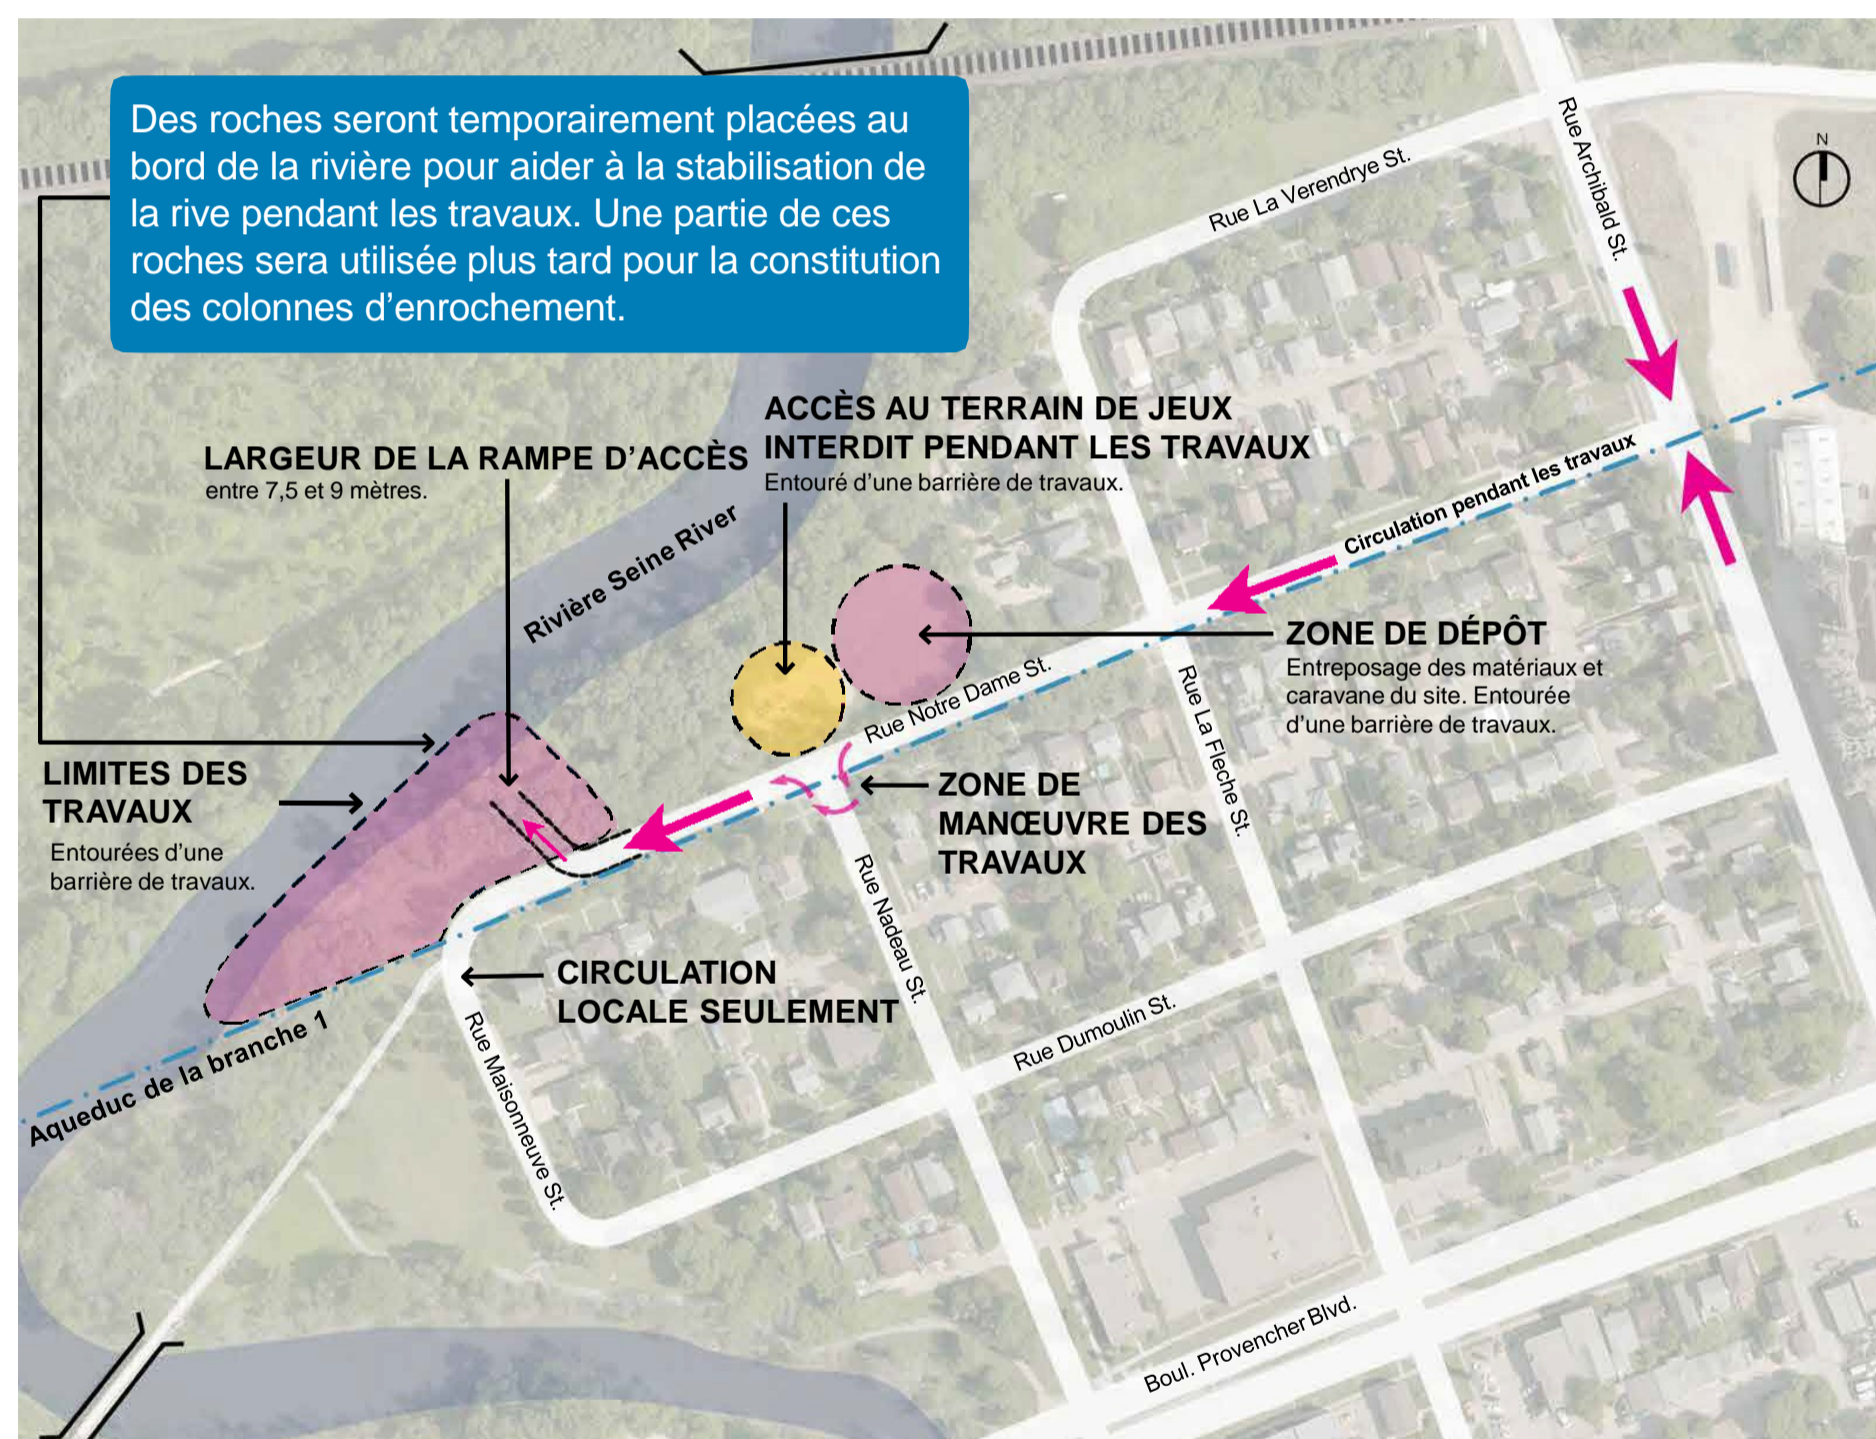 Des roches seront temporairement placées au
bord de la rivière pour aider à la stabilisation de
la rive pendant les travaux. Une partie de ces
roches sera utilisée plus tard pour la constitution
des colonnes d'enrochement.
Rue La Verendrye St.
Rue Archibald St.
N
ACCÈS AU TERRAIN DE JEUX
INTERDIT PENDANT LES TRAVAUX
Entouré d'une barrière de travaux.
LARGEUR DE LA RAMPE D'ACCÈS
entre 7,5 et 9 mètres.
Circulation pendant les travaux
Rivière Seine River
ZONE DE DÉPÔT
Entreposage des matériaux et
caravane du site. Entourée
d'une barrière de travaux.
Rue Notre Dame St.
Rue La Fleche St.
LIMITES DES
TRAVAUX
Entourées d'une
barrière de travaux.
ZONE DE
MANŒUVRE DES
TRAVAUX
Rue Nadeau St.
CIRCULATION
LOCALE SEULEMENT
Aqueduc de la branche 1
Rue Maisonneuve St.
Rue Dumoulin St.
Boul. Provencher Blvd.